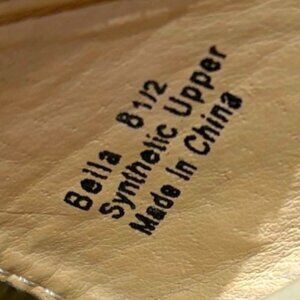 Bella 8 1/2
Synthetic Upper
Made in China